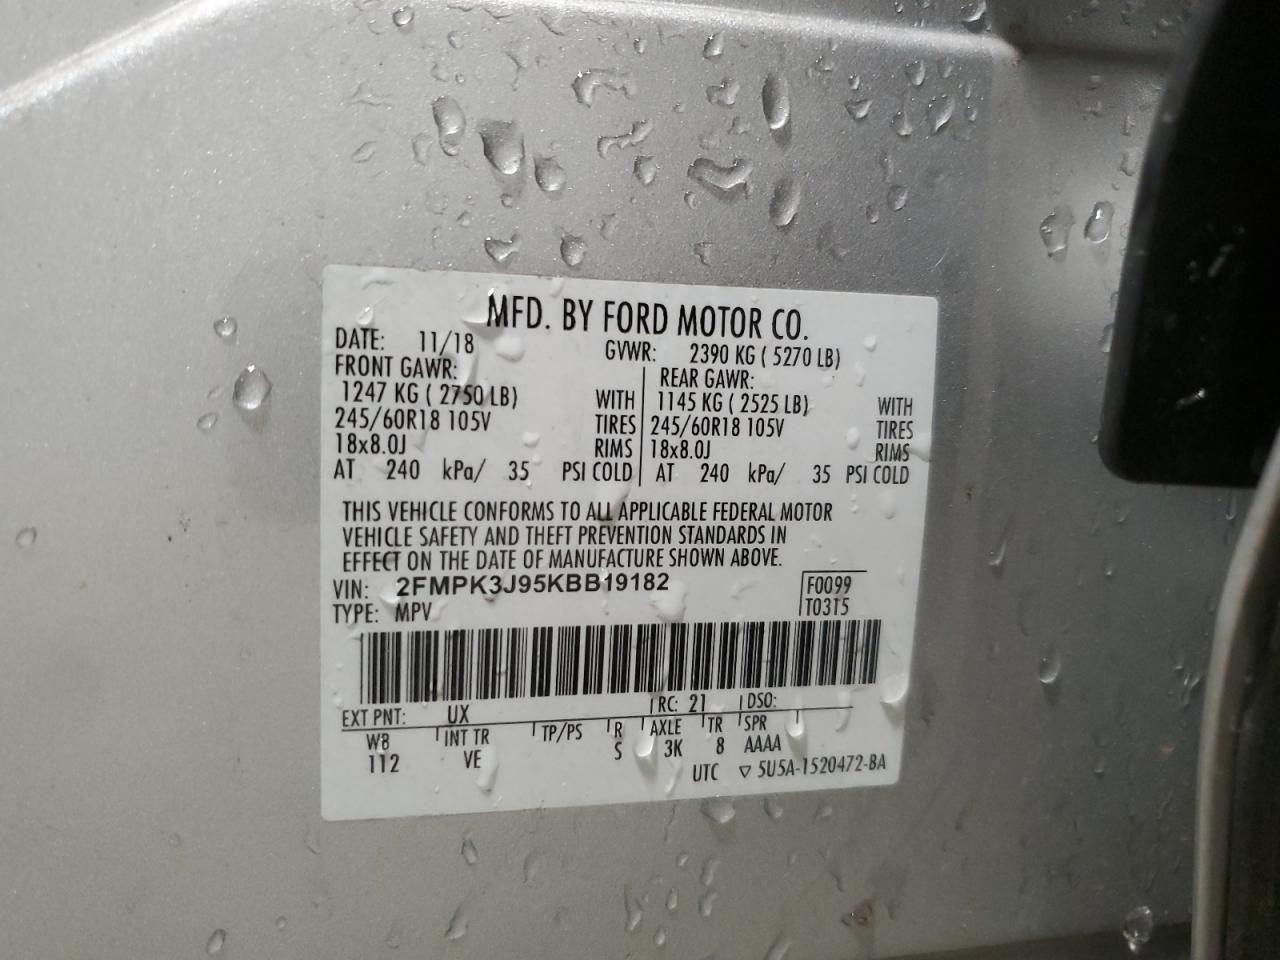 MFD. BY FORD MOTOR CO.
DATE: 11/18 GVWR: 2390 KG ( 5270 LB)
FRONT GAWR: REAR GAWR:
1247 KG ( 2750 LB) WITH 1145 KG ( 2525 LB) WITH
245/60R18 105V TIRES 245/60R18 105V TIRES
18x8.0J RIMS 18x8.0J RIMS
AT 240 kPa/ 35 PSI COLD AT 240 kPa/ 35 PSI COLD
THIS VEHICLE CONFORMS TO ALL APPLICABLE FEDERAL MOTOR
VEHICLE SAFETY AND THEFT PREVENTION STANDARDS IN
EFFECT ON THE DATE OF MANUFACTURE SHOWN ABOVE.
VIN: 2FMPK3J95KBB19182 F0099
TYPE: MPV T0315
EXT PNT: UX RC: 21 DSO:
W8 INT TR TP/PS R AXLE TR SPR
112 VE S 3K 8 AAAA
UTC ▽ 5U5A-1520472-BA